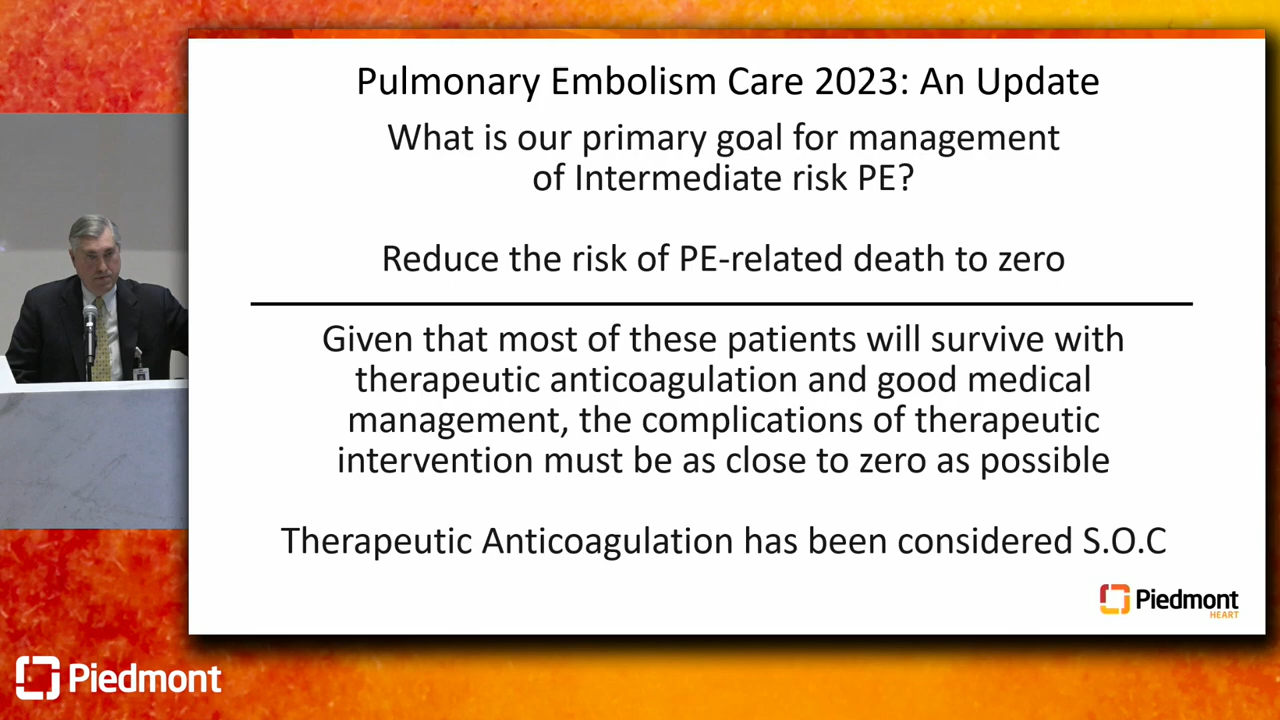 Pulmonary Embolism Care 2023: An Update
What is our primary goal for management
of Intermediate risk PE?
Reduce the risk of PE-related death to zero
Given that most of these patients will survive with
therapeutic anticoagulation and good medical
management, the complications of therapeutic
intervention must be as close to zero as possible
Therapeutic Anticoagulation has been considered S.O.C
Piedmont
HEART
Piedmont